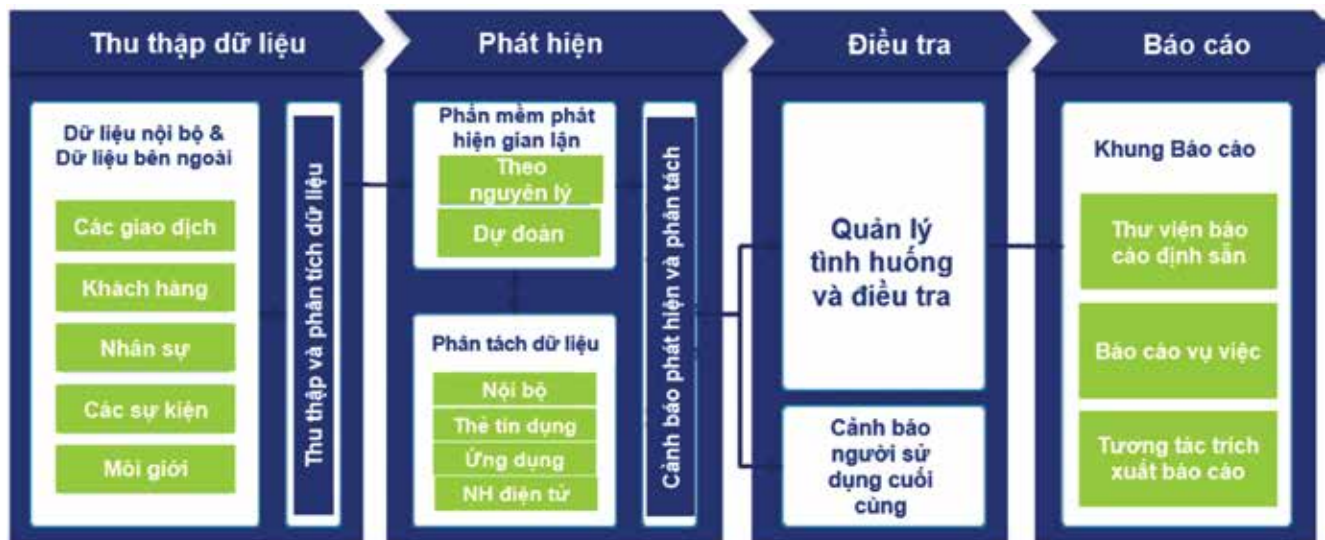 Thu thập dữ liệu
Phát hiện
Điều tra
Báo cáo
Dữ liệu nội bộ &
Dữ liệu bên ngoài
Các giao dịch
Khách hàng
Nhân sự
Các sự kiện
Môi giới
Thu thập và phân tích dữ liệu
Phần mềm phát
hiện gian lận
Theo
nguyên lý
Dự đoán
Phân tách dữ liệu
Nội bộ
Thẻ tín dụng
Ứng dụng
NH điện tử
Cảnh báo phát hiện và phân tách
Quản lý
tình huống
và điều tra
Cảnh báo
người sử
dụng cuối
cùng
Khung Báo cáo
Thư viện báo
cáo định sẵn
Báo cáo vụ việc
Tương tác trích
xuất báo cáo